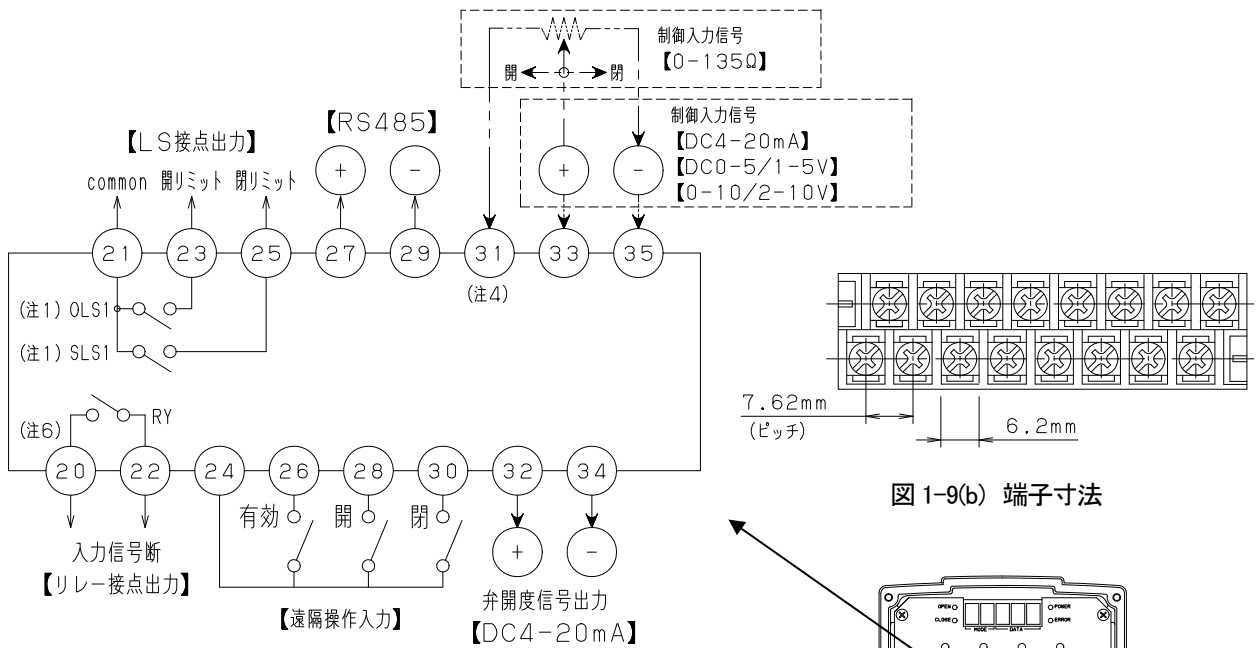 制御入力信号
【0-135Ω】
開 閉
制御入力信号
【DC4-20mA】
【DC0-5/1-5V】
【0-10/2-10V】
【RS485】
【LS接点出力】
common 開リミット 閉リミット
+ - + -
21 23 25 27 29 31 33 35
(注4)
(注1) OLS1
(注1) SLS1
(注6) RY
20 22 24 26 28 30 32 34
有効 開 閉
+ -
入力信号断
【リレー接点出力】
【遠隔操作入力】
弁開度信号出力
【DC4-20mA】
7.62mm
(ピッチ)
6.2mm
図 1-9(b) 端子寸法
OPEN POWER
CLOSE ERROR
MODE DATA